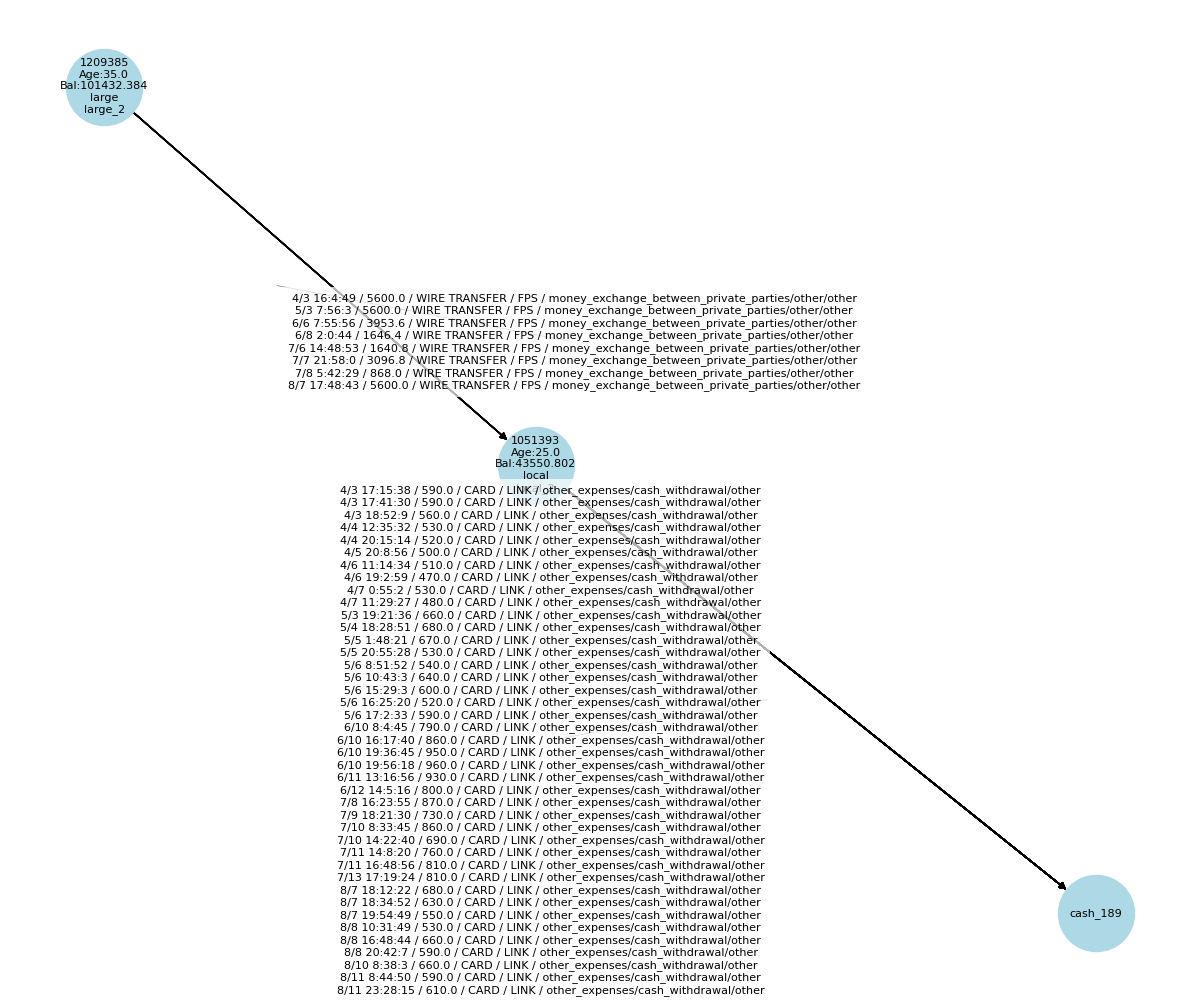 1209385
Age:35.0
Bal:101432.384
large
large_2
4/3 16:4:49 / 5600.0 / WIRE TRANSFER / FPS / money_exchange_between_private_parties/other/other
5/3 7:56:3 / 5600.0 / WIRE TRANSFER / FPS / money_exchange_between_private_parties/other/other
6/6 7:55:56 / 3953.6 / WIRE TRANSFER / FPS / money_exchange_between_private_parties/other/other
6/8 2:0:44 / 1646.4 / WIRE TRANSFER / FPS / money_exchange_between_private_parties/other/other
7/6 14:48:53 / 1640.8 / WIRE TRANSFER / FPS / money_exchange_between_private_parties/other/other
7/7 21:58:0 / 3096.8 / WIRE TRANSFER / FPS / money_exchange_between_private_parties/other/other
7/8 5:42:29 / 868.0 / WIRE TRANSFER / FPS / money_exchange_between_private_parties/other/other
8/7 17:48:43 / 5600.0 / WIRE TRANSFER / FPS / money_exchange_between_private_parties/other/other
1051393
Age:25.0
Bal:43550.802
local
4/3 17:15:38 / 590.0 / CARD / LINK / other_expenses/cash_withdrawal/other
4/3 17:41:30 / 590.0 / CARD / LINK / other_expenses/cash_withdrawal/other
4/3 18:52:9 / 560.0 / CARD / LINK / other_expenses/cash_withdrawal/other
4/4 12:35:32 / 530.0 / CARD / LINK / other_expenses/cash_withdrawal/other
4/4 20:15:14 / 520.0 / CARD / LINK / other_expenses/cash_withdrawal/other
4/5 20:8:56 / 500.0 / CARD / LINK / other_expenses/cash_withdrawal/other
4/6 11:14:34 / 510.0 / CARD / LINK / other_expenses/cash_withdrawal/other
4/6 19:2:59 / 470.0 / CARD / LINK / other_expenses/cash_withdrawal/other
4/7 0:55:2 / 530.0 / CARD / LINK / other_expenses/cash_withdrawal/other
4/7 11:29:27 / 480.0 / CARD / LINK / other_expenses/cash_withdrawal/other
5/3 19:21:36 / 660.0 / CARD / LINK / other_expenses/cash_withdrawal/other
5/4 18:28:51 / 680.0 / CARD / LINK / other_expenses/cash_withdrawal/other
5/5 1:48:21 / 670.0 / CARD / LINK / other_expenses/cash_withdrawal/other
5/5 20:55:28 / 530.0 / CARD / LINK / other_expenses/cash_withdrawal/other
5/6 8:51:52 / 540.0 / CARD / LINK / other_expenses/cash_withdrawal/other
5/6 10:43:3 / 640.0 / CARD / LINK / other_expenses/cash_withdrawal/other
5/6 15:29:3 / 600.0 / CARD / LINK / other_expenses/cash_withdrawal/other
5/6 16:25:20 / 520.0 / CARD / LINK / other_expenses/cash_withdrawal/other
5/6 17:2:33 / 590.0 / CARD / LINK / other_expenses/cash_withdrawal/other
6/10 8:4:45 / 790.0 / CARD / LINK / other_expenses/cash_withdrawal/other
6/10 16:17:40 / 860.0 / CARD / LINK / other_expenses/cash_withdrawal/other
6/10 19:36:45 / 950.0 / CARD / LINK / other_expenses/cash_withdrawal/other
6/10 19:56:18 / 960.0 / CARD / LINK / other_expenses/cash_withdrawal/other
6/11 13:16:56 / 930.0 / CARD / LINK / other_expenses/cash_withdrawal/other
6/12 14:5:16 / 800.0 / CARD / LINK / other_expenses/cash_withdrawal/other
7/8 16:23:55 / 870.0 / CARD / LINK / other_expenses/cash_withdrawal/other
7/9 18:21:30 / 730.0 / CARD / LINK / other_expenses/cash_withdrawal/other
7/10 8:33:45 / 860.0 / CARD / LINK / other_expenses/cash_withdrawal/other
7/10 14:22:40 / 690.0 / CARD / LINK / other_expenses/cash_withdrawal/other
7/11 14:8:20 / 760.0 / CARD / LINK / other_expenses/cash_withdrawal/other
7/11 16:48:56 / 810.0 / CARD / LINK / other_expenses/cash_withdrawal/other
7/13 17:19:24 / 810.0 / CARD / LINK / other_expenses/cash_withdrawal/other
8/7 18:12:22 / 680.0 / CARD / LINK / other_expenses/cash_withdrawal/other
8/7 18:34:52 / 630.0 / CARD / LINK / other_expenses/cash_withdrawal/other
8/7 19:54:49 / 550.0 / CARD / LINK / other_expenses/cash_withdrawal/other
8/8 10:31:49 / 530.0 / CARD / LINK / other_expenses/cash_withdrawal/other
8/8 16:48:44 / 660.0 / CARD / LINK / other_expenses/cash_withdrawal/other
8/8 20:42:7 / 590.0 / CARD / LINK / other_expenses/cash_withdrawal/other
8/10 8:38:3 / 660.0 / CARD / LINK / other_expenses/cash_withdrawal/other
8/11 8:44:50 / 590.0 / CARD / LINK / other_expenses/cash_withdrawal/other
8/11 23:28:15 / 610.0 / CARD / LINK / other_expenses/cash_withdrawal/other
cash_189